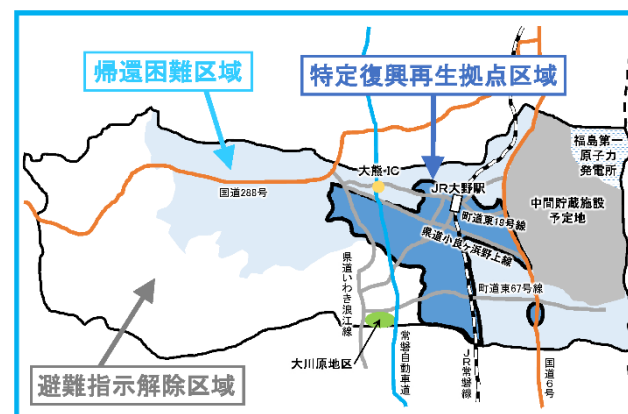 帰還困難区域
特定復興再生拠点区域
福島第一
原子力
発電所
大熊IC
JR大野駅
国道288号
中間貯蔵施設
予定地
町道東18号線
県道小良ヶ浜野上線
県道いわき浪江線
町道東67号線
大川原地区
常磐自動車道
JR常磐線
国道6号
避難指示解除区域